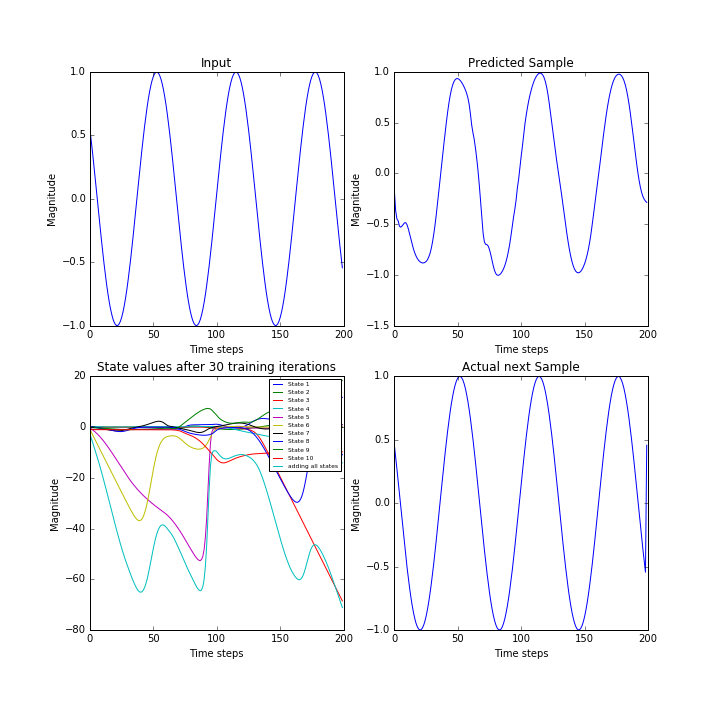 Input
1.0
0.5
0.0
−0.5
−1.0
0 50 100 150 200
Magnitude
Time steps
Predicted Sample
1.0
0.5
0.0
−0.5
−1.0
−1.5
0 50 100 150 200
Magnitude
Time steps
State values after 30 training iterations
20
0
−20
−40
−60
−80
0 50 100 150 200
Magnitude
Time steps
State 1
State 2
State 3
State 4
State 5
State 6
State 7
State 8
State 9
State 10
adding all states
Actual next Sample
1.0
0.5
0.0
−0.5
−1.0
0 50 100 150 200
Magnitude
Time steps